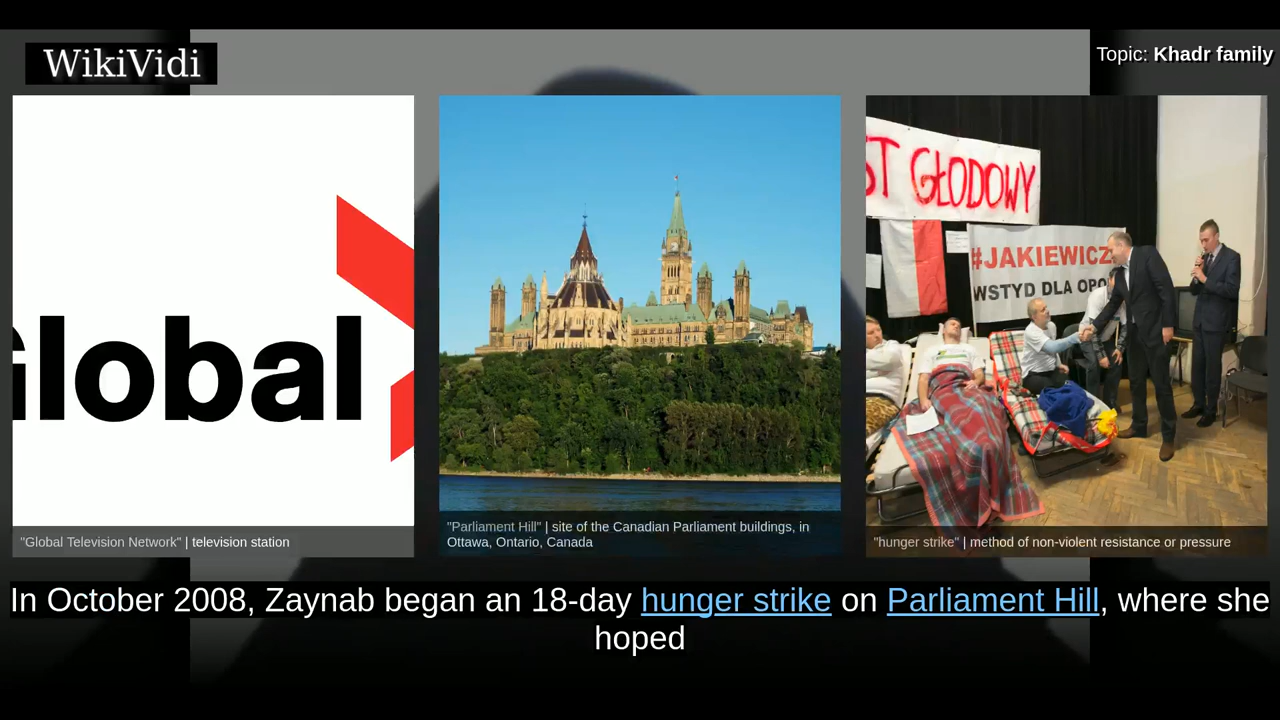 WikiVidi
Topic: Khadr family
Global
ST GŁODOWY
#JAKIEWICZ
WSTYD DLA OPO
"Global Television Network" | television station
"Parliament Hill" | site of the Canadian Parliament buildings, in
Ottawa, Ontario, Canada
"hunger strike" | method of non-violent resistance or pressure
In October 2008, Zaynab began an 18-day hunger strike on Parliament Hill, where she
hoped